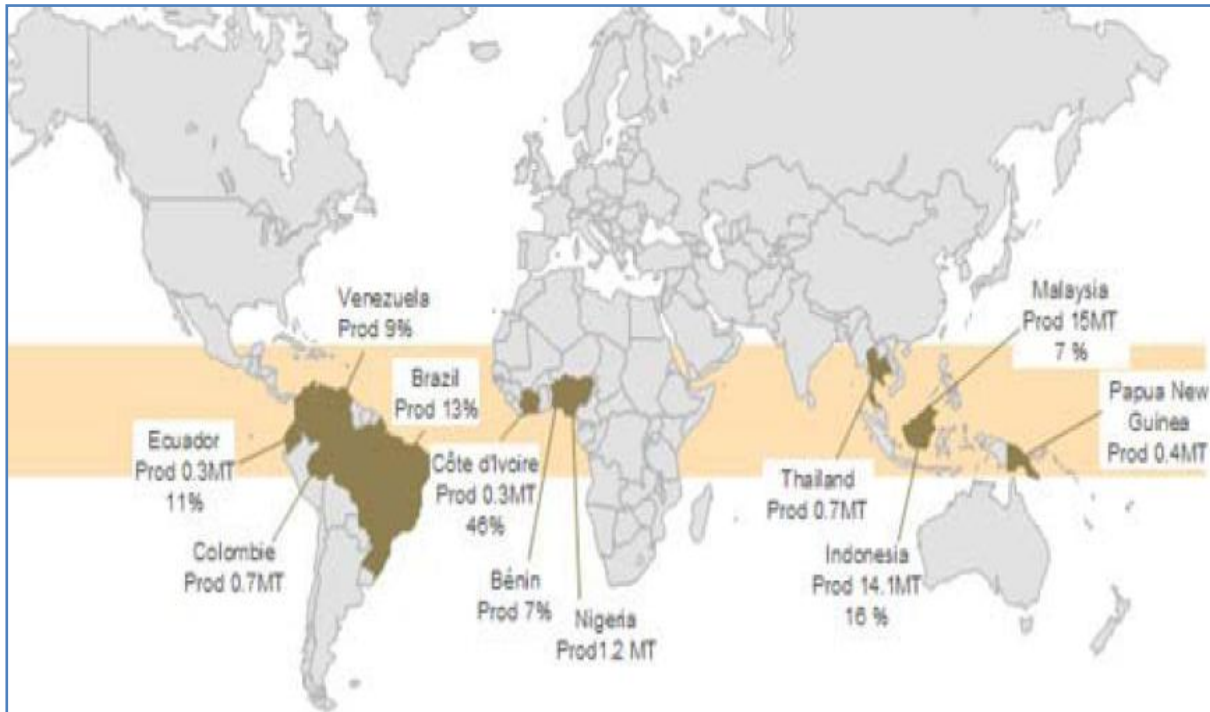 Venezuela
Prod 9%
Brazil
Prod 13%
Ecuador
Prod 0.3MT
11%
Colombie
Prod 0.7MT
Côte d'Ivoire
Prod 0.3MT
46%
Bénin
Prod 7%
Nigeria
Prod1.2 MT
Malaysia
Prod 15MT
7 %
Papua New
Guinea
Prod 0.4MT
Thailand
Prod 0.7MT
Indonesia
Prod 14.1MT
16 %